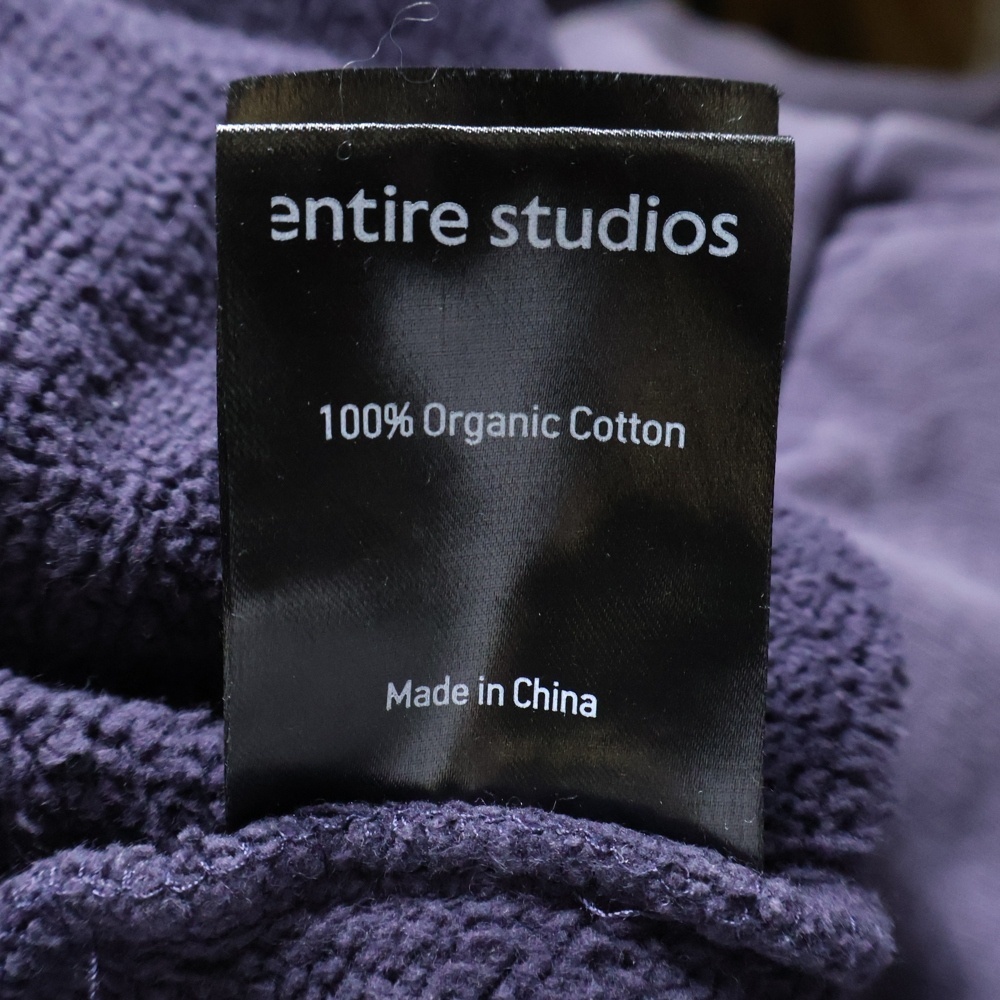 entire studios
100% Organic Cotton
Made in China